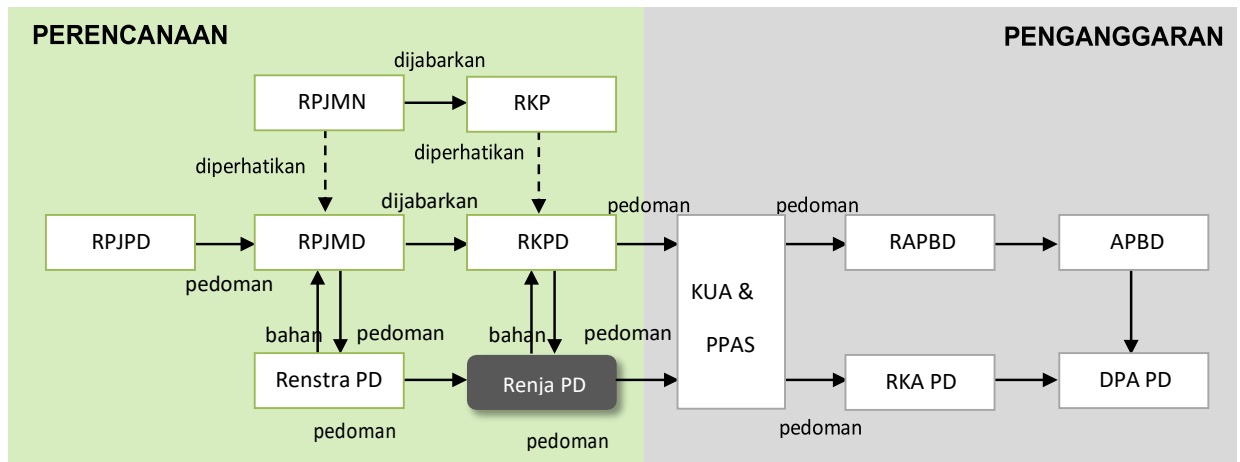 PERENCANAAN
PENGANGGARAN
dijabarkan
RPJMN
RKP
diperhatikan
diperhatikan
dijabarkan
pedoman
pedoman
RPJPD
RPJMD
RKPD
RAPBD
APBD
pedoman
KUA &
PPAS
bahan
pedoman
bahan
pedoman
Renstra PD
Renja PD
RKA PD
DPA PD
pedoman
pedoman
pedoman